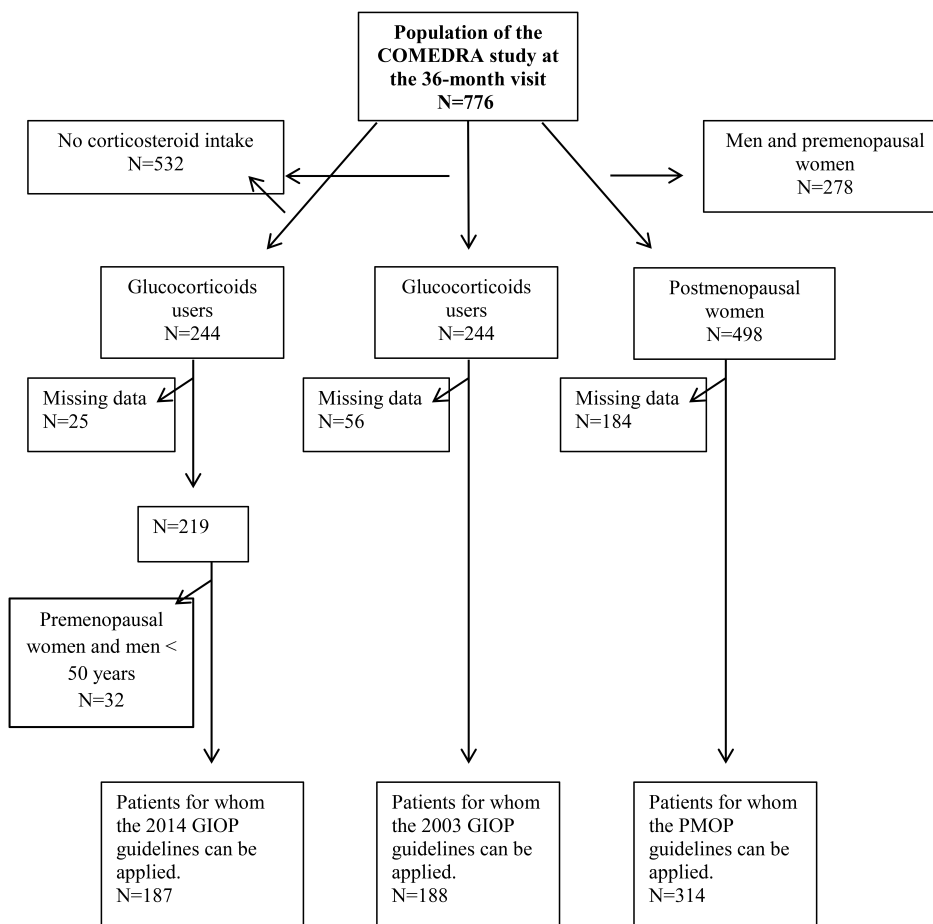 Population of the
COMEDRA study at
the 36-month visit
N=776
No corticosteroid intake
N=532
Men and premenopausal
women
N=278
Glucocorticoids
users
N=244
Glucocorticoids
users
N=244
Postmenopausal
women
N=498
Missing data
N=25
Missing data
N=56
Missing data
N=184
N=219
Premenopausal
women and men <
50 years
N=32
Patients for whom
the 2014 GIOP
guidelines can be
applied.
N=187
Patients for whom
the 2003 GIOP
guidelines can be
applied.
N=188
Patients for whom
the PMOP
guidelines can be
applied.
N=314